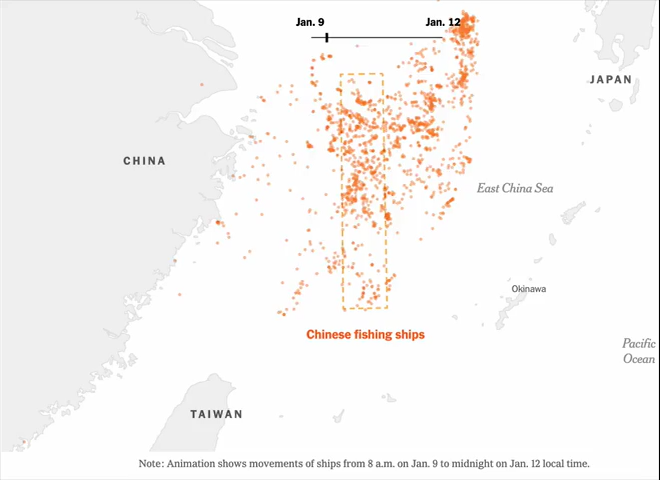 Jan. 9
Jan. 12
JAPAN
CHINA
East China Sea
Okinawa
Chinese fishing ships
Pacific
Ocean
TAIWAN
Note: Animation shows movements of ships from 8 a.m. on Jan. 9 to midnight on Jan. 12 local time.